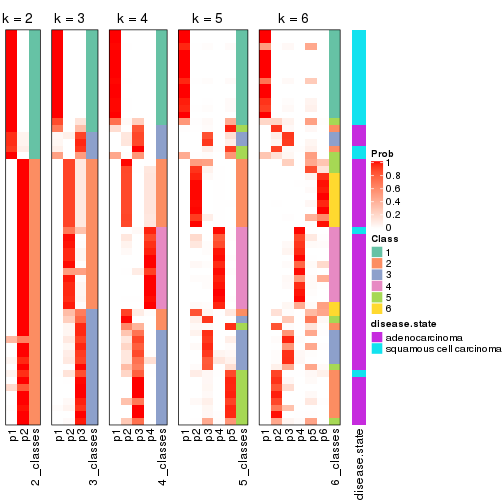 k = 2
k = 3
k = 4
k = 5
k = 6
p1
p2
2_classes
p1
p2
p3
3_classes
p1
p2
p3
p4
4_classes
p1
p2
p3
p4
p5
5_classes
p1
p2
p3
p4
p5
p6
6_classes
disease.state
Prob
1
0.8
0.6
0.4
0.2
0
Class
1
2
3
4
5
6
disease.state
adenocarcinoma
squamous cell carcinoma